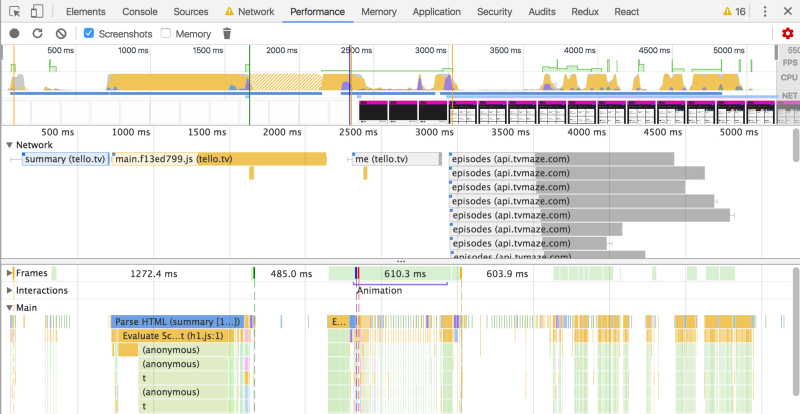 Elements Console Sources Network Performance Memory Application Security Audits Redux React 16
Screenshots Memory
500 ms 1000 ms 1500 ms 2000 ms 2500 ms 3000 ms 3500 ms 4000 ms 4500 ms 5000 ms
FPS
CPU
NET
500 ms 1000 ms 1500 ms 2000 ms 2500 ms 3000 ms 3500 ms 4000 ms 4500 ms 5000 ms
Network
summary (tello.tv) main.f13ed799.js (tello.tv) me (tello.tv) episodes (api.tvmaze.com)
episodes (api.tvmaze.com)
episodes (api.tvmaze.com)
episodes (api.tvmaze.com)
episodes (api.tvmaze.com)
episodes (api.tvmaze.com)
episodes (api.tvmaze.com)
episodes (api.tvmaze.com)
Frames 1272.4 ms 485.0 ms 610.3 ms 603.9 ms
Interactions Animation
Main
Parse HTML (summary [1...]) E...
Evaluate Sc...t (h1.js:1)
(anonymous)
(anonymous)
t
(anonymous)
t